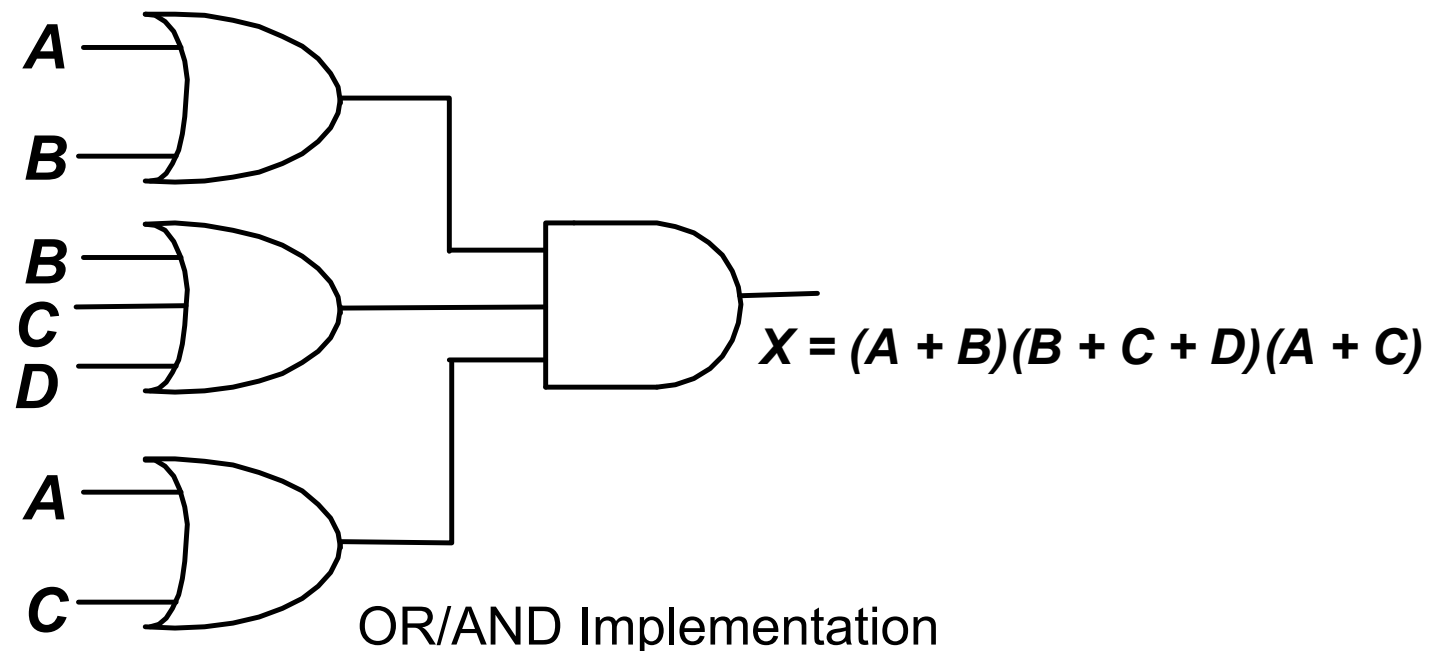 A
B
B
C
D
X = (A + B)(B + C + D)(A + C)
A
C
OR/AND Implementation